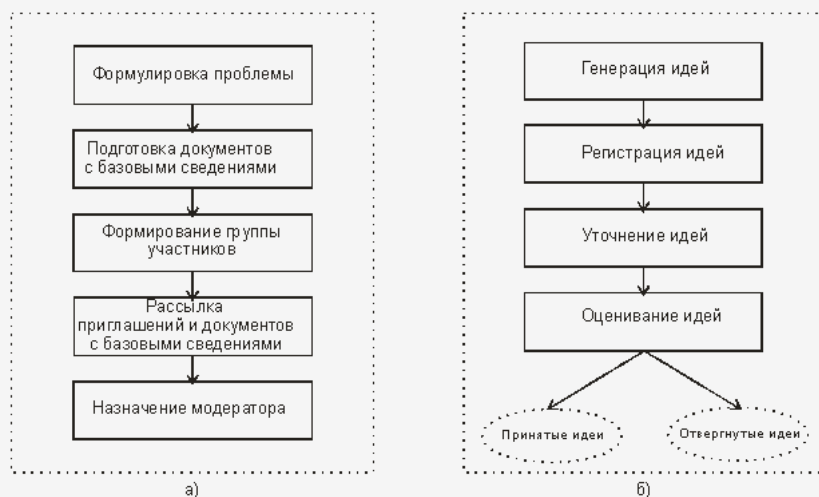 Формулировка проблемы
Подготовка документов
с базовыми сведениями
Формирование группы
участников
Рассылка
приглашений и документов
с базовыми сведениями
Назначение модератора
а)
Генерация идей
Регистрация идей
Уточнение идей
Оценивание идей
Принятые идеи
Отвергнутые идеи
б)